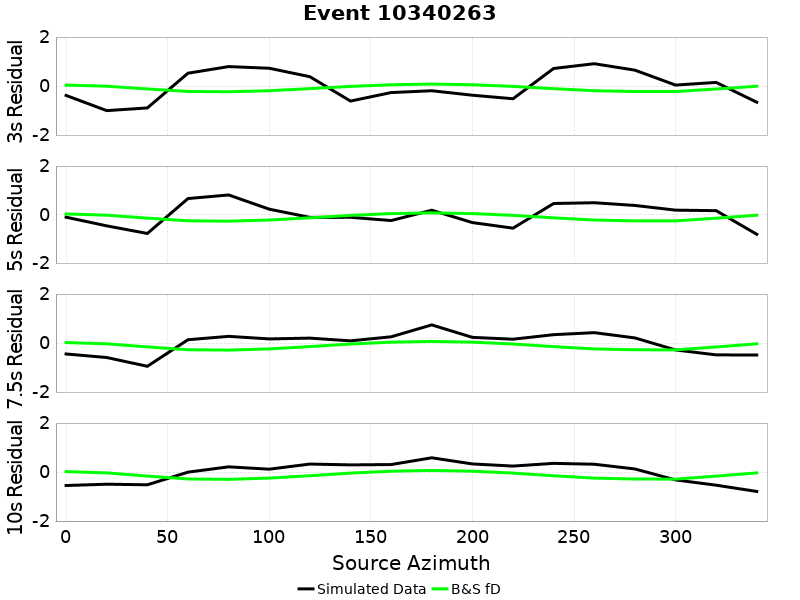 Event 10340263
3s Residual
2
0
-2
5s Residual
2
0
-2
7.5s Residual
2
0
-2
10s Residual
2
0
-2
0 50 100 150 200 250 300
Source Azimuth
Simulated Data B&S fD